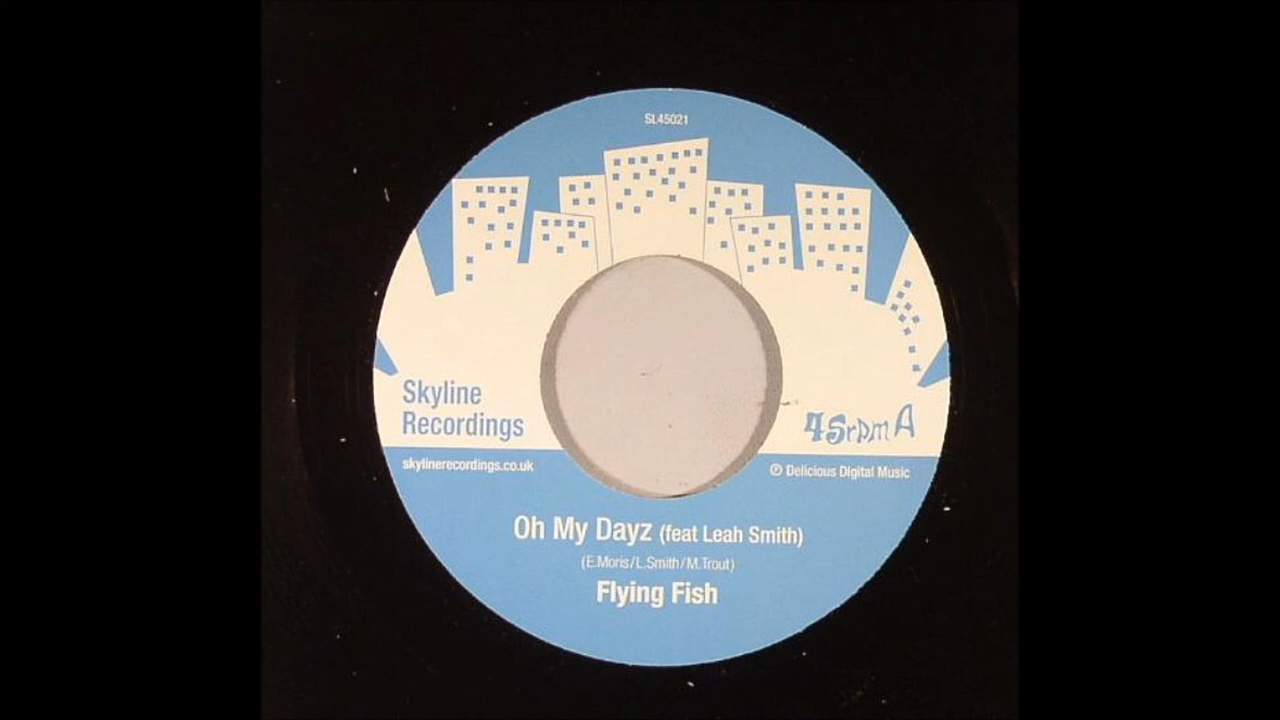 SL45021
Skyline
Recordings
45rpm A
skylinerecordings.co.uk
℗ Delicious Digital Music
Oh My Dayz (feat Leah Smith)
(E.Moris/L.Smith/M.Trout)
Flying Fish